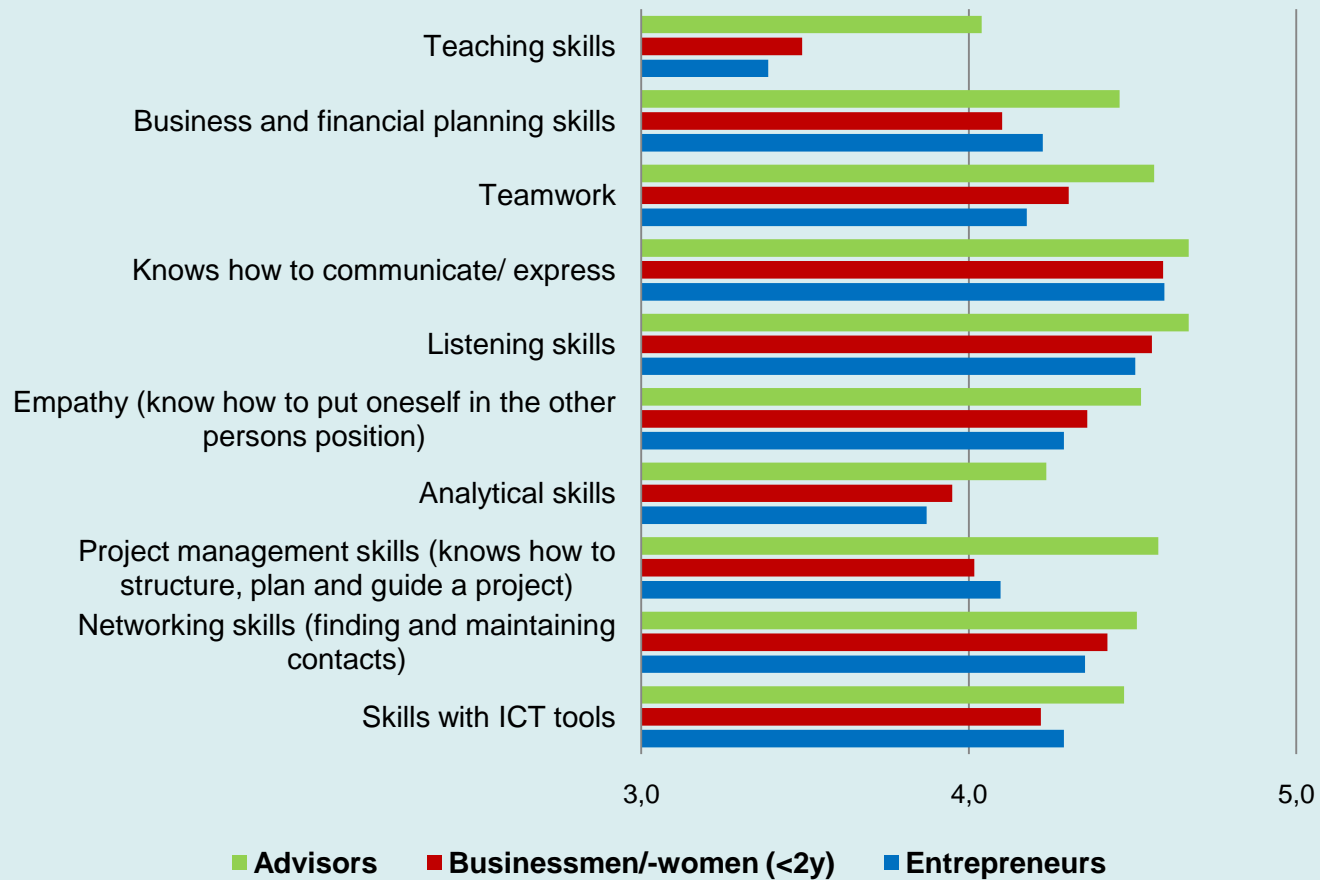 Teaching skills
Business and financial planning skills
Teamwork
Knows how to communicate/ express
Listening skills
Empathy (know how to put oneself in the other
persons position)
Analytical skills
Project management skills (knows how to
structure, plan and guide a project)
Networking skills (finding and maintaining
contacts)
Skills with ICT tools
3,0 4,0 5,0
Advisors Businessmen/-women (<2y) Entrepreneurs